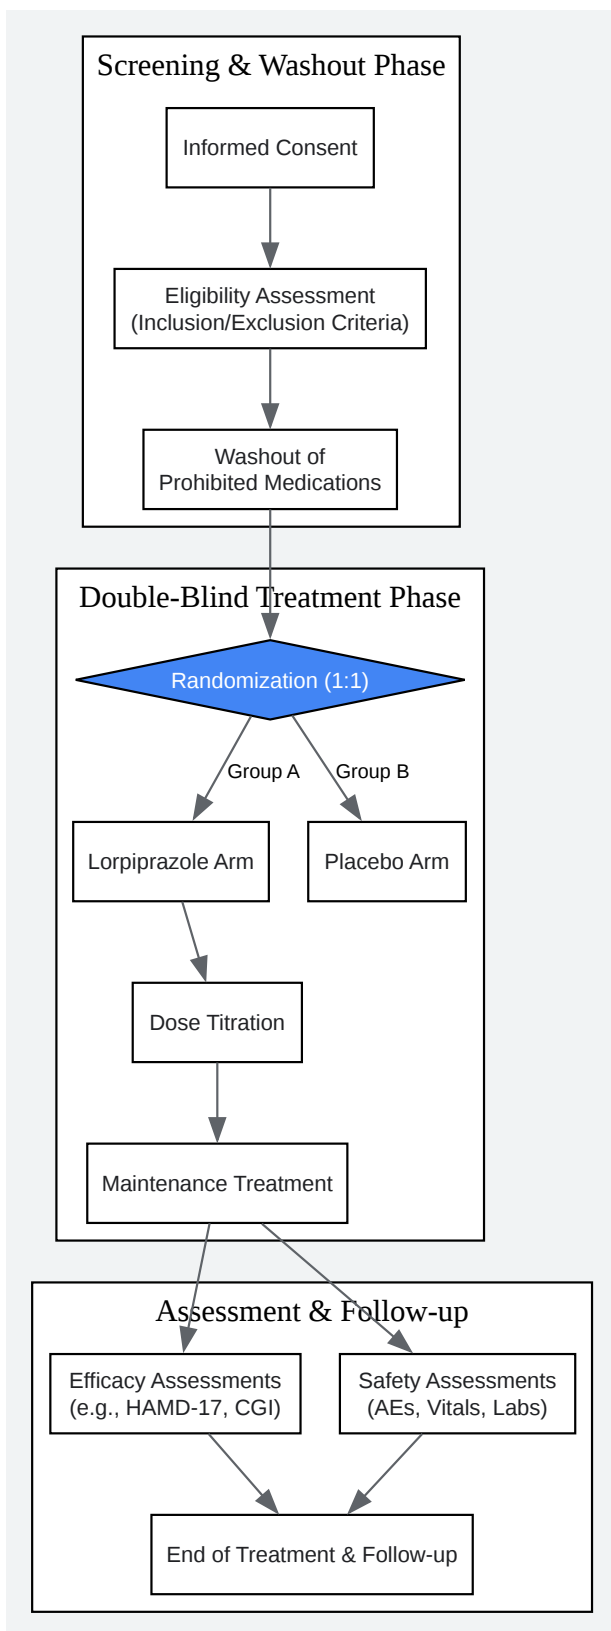 Screening & Washout Phase
Informed Consent
Eligibility Assessment
(Inclusion/Exclusion Criteria)
Washout of
Prohibited Medications
Double-Blind Treatment Phase
Randomization (1:1)
Group A
Group B
Lorpiprazole Arm
Placebo Arm
Dose Titration
Maintenance Treatment
Assessment & Follow-up
Efficacy Assessments
(e.g., HAMD-17, CGI)
Safety Assessments
(AEs, Vitals, Labs)
End of Treatment & Follow-up